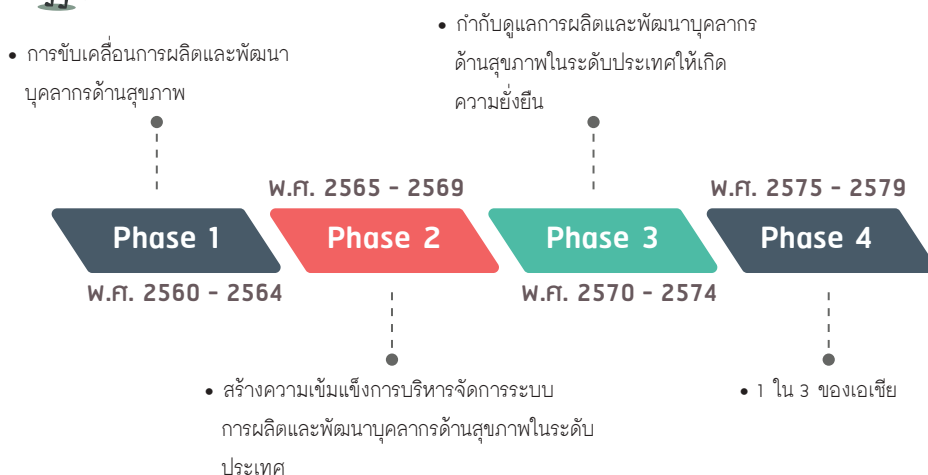 • การขับเคลื่อนการผลิตและพัฒนา
บุคลากรด้านสุขภาพ
• กำกับดูแลการผลิตและพัฒนาบุคลากร
ด้านสุขภาพในระดับประเทศให้เกิด
ความยั่งยืน
พ.ศ. 2565 - 2569
พ.ศ. 2575 - 2579
Phase 1
Phase 2
Phase 3
Phase 4
พ.ศ. 2560 - 2564
พ.ศ. 2570 - 2574
• สร้างความเข้มแข็งการบริหารจัดการระบบ
การผลิตและพัฒนาบุคลากรด้านสุขภาพในระดับ
ประเทศ
• 1 ใน 3 ของเอเชีย